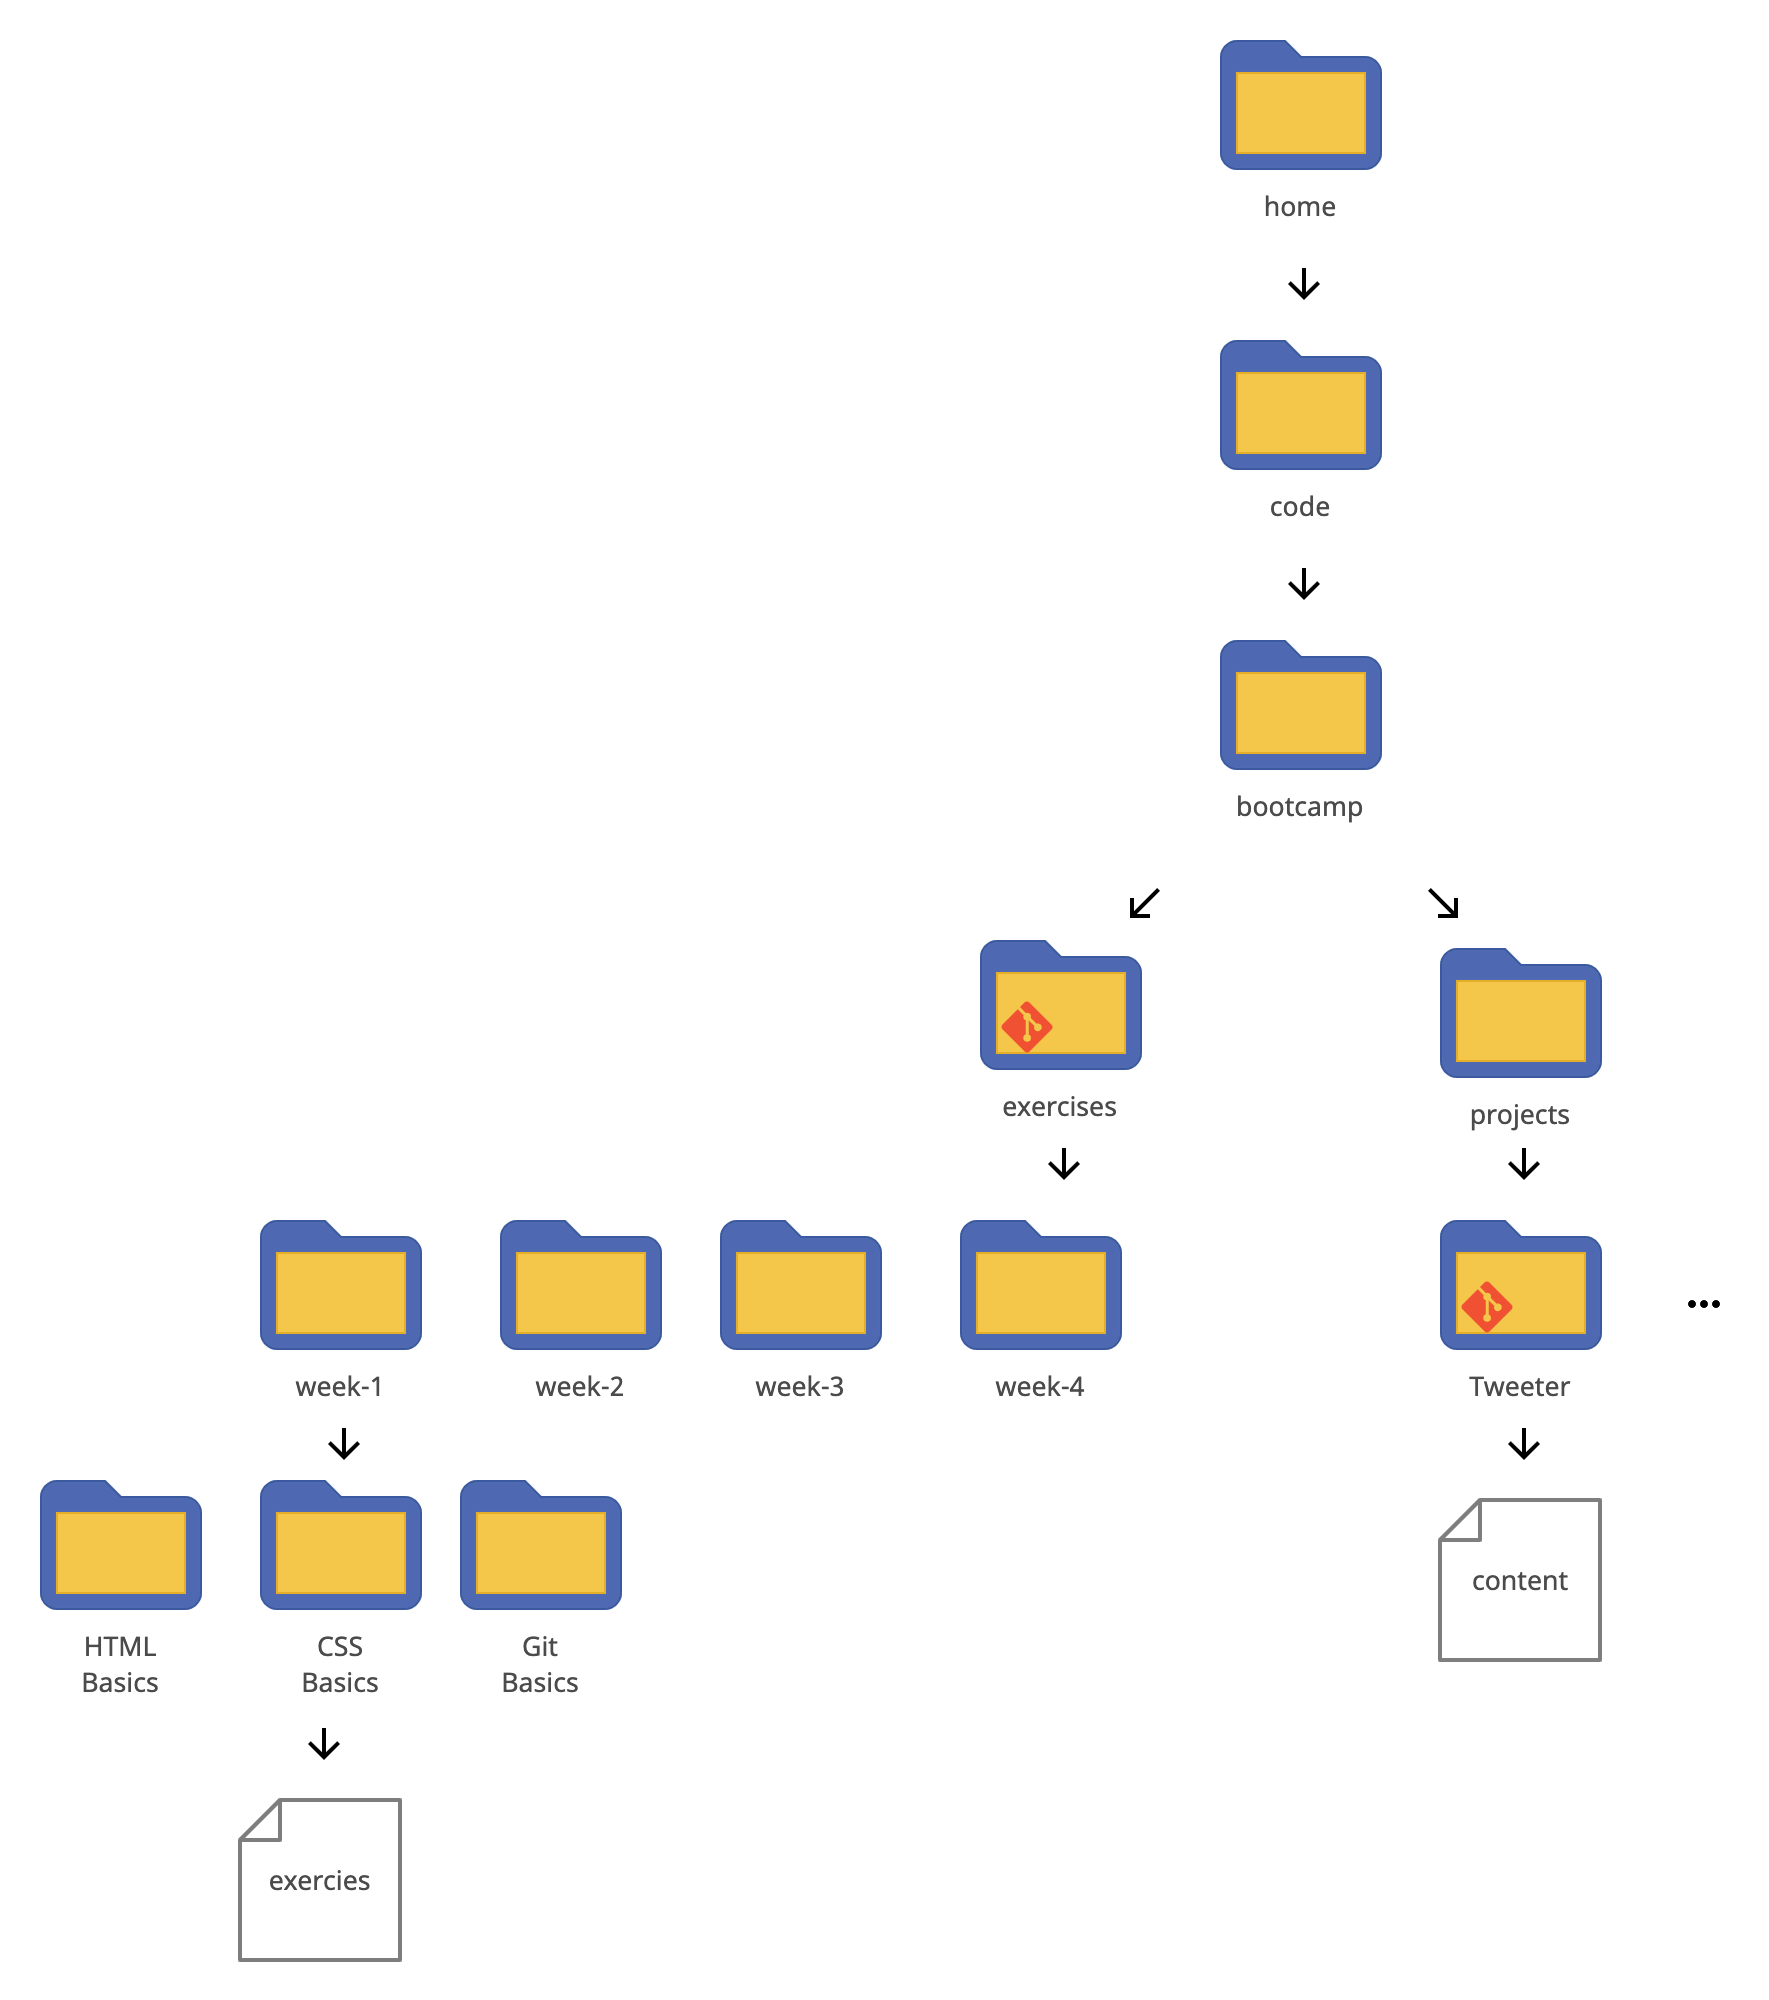 home
code
bootcamp
exercises
projects
week-1
week-2
week-3
week-4
Tweeter
...
HTML
Basics
CSS
Basics
Git
Basics
content
exercies